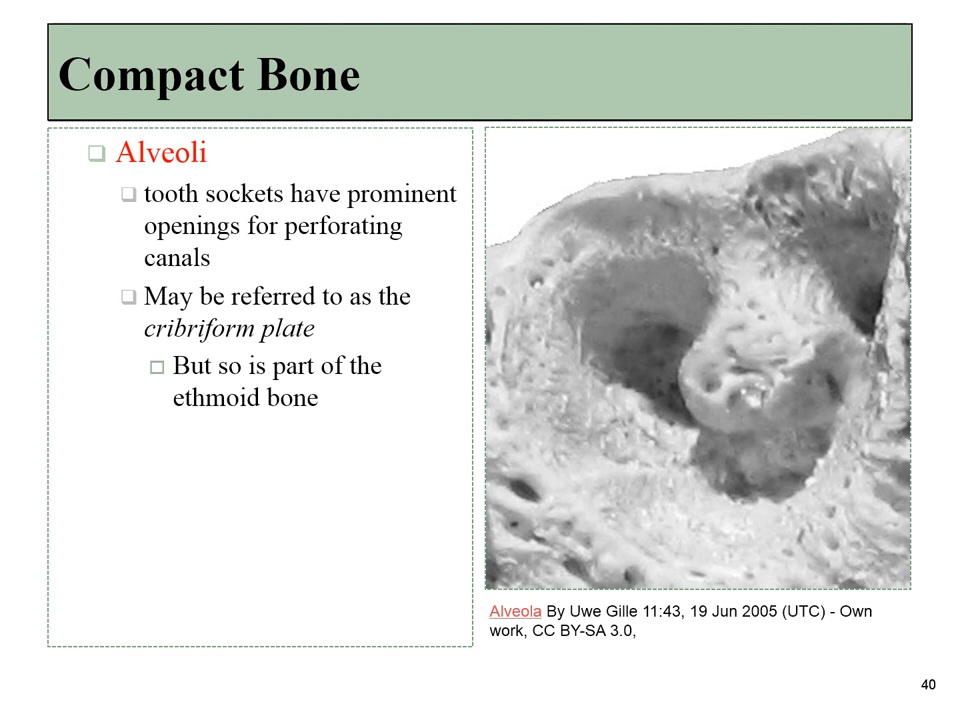 Compact Bone
Alveoli
tooth sockets have prominent
openings for perforating
canals
May be referred to as the
cribriform plate
But so is part of the
ethmoid bone
Alveola By Uwe Gille 11:43, 19 Jun 2005 (UTC) - Own
work, CC BY-SA 3.0,
40